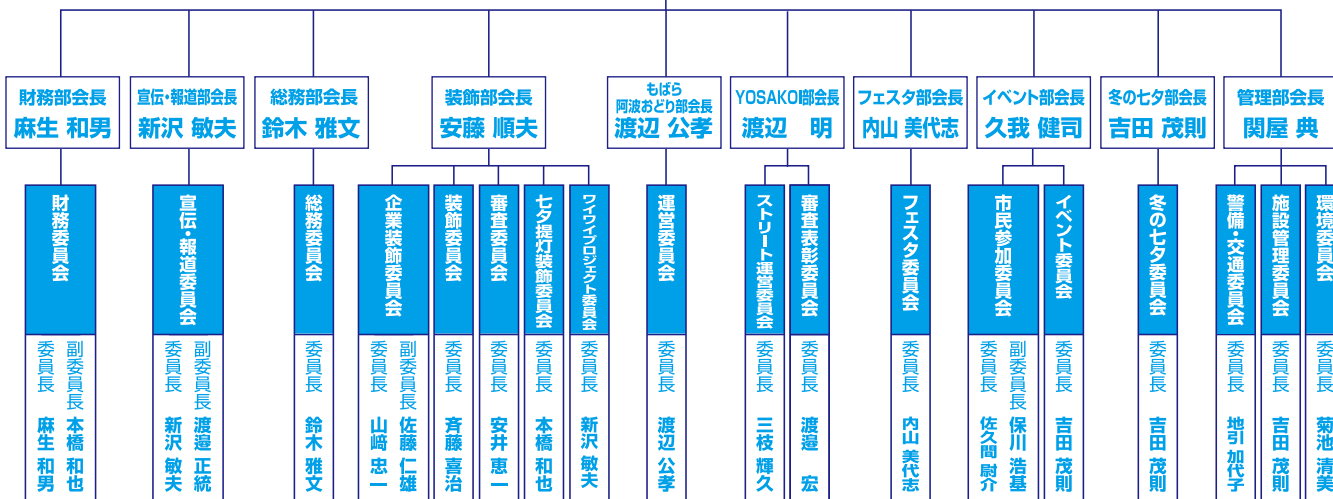 財務部会長
麻生 和男
宣伝・報道部会長
新沢 敏夫
総務部会長
鈴木 雅文
装飾部会長
安藤 順夫
もばら
阿波おどり部会長
渡辺 公孝
YOSAKOI部会長
渡辺 明
フェスタ部会長
内山 美代志
イベント部会長
久我 健司
冬の七夕部会長
吉田 茂則
管理部会長
関屋 典
財務委員会
副委員長 本橋 和也
委員長 麻生 和男
宣伝・報道委員会
副委員長 渡邉 正統
委員長 新沢 敏夫
総務委員会
委員長 鈴木 雅文
企業装飾委員会
副委員長 佐藤 仁雄
委員長 山﨑 忠一
装飾委員会
委員長 斉藤 喜治
審査委員会
委員長 安井 恵一
七夕提灯装飾委員会
委員長 本橋 和也
ワイワイプロジェクト委員会
委員長 新沢 敏夫
運営委員会
委員長 渡辺 公孝
ストリート運営委員会
委員長 三枝 輝久
審査表彰委員会
委員長 渡邉 宏
フェスタ委員会
委員長 内山 美代志
市民参加委員会
副委員長 保川 浩基
委員長 佐久間 尉介
イベント委員会
委員長 吉田 茂則
冬の七夕委員会
委員長 吉田 茂則
警備・交通委員会
委員長 地引 加代子
施設管理委員会
委員長 吉田 茂則
環境委員会
委員長 菊池 清美